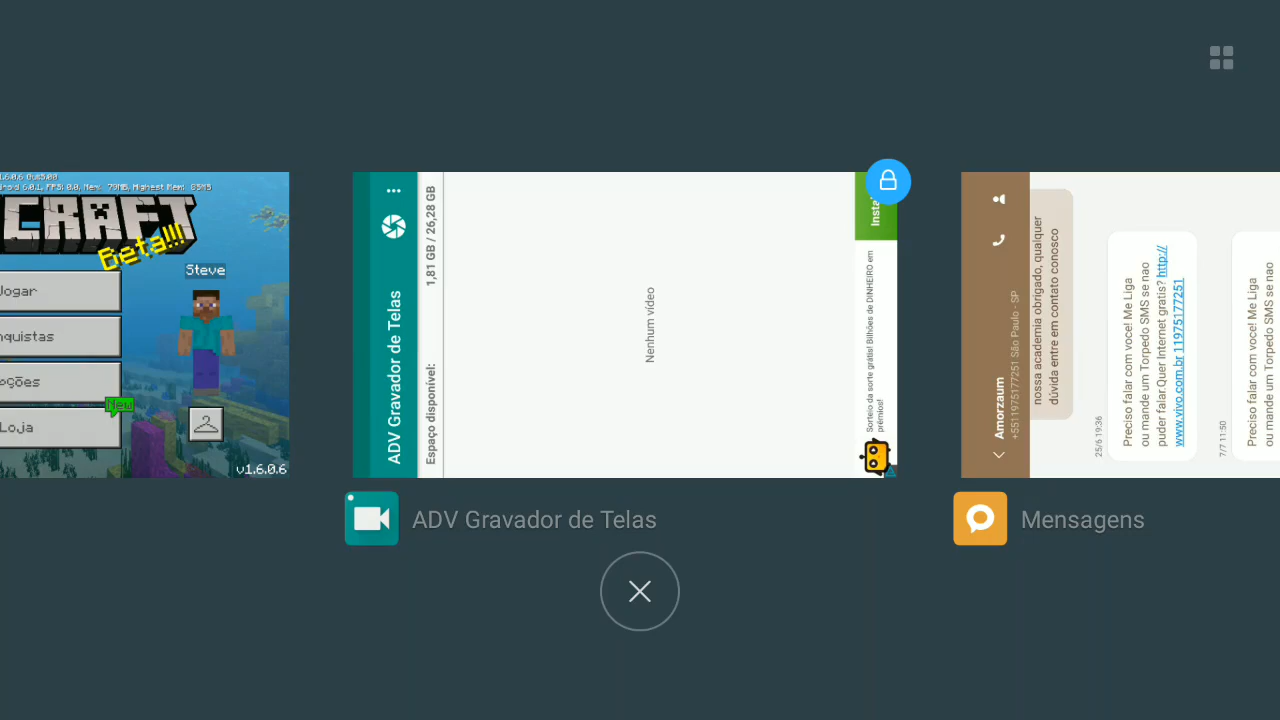 CRAFT
Beta!!!
Steve
Jogar
Loja
New
v1.6.0.6
ADV Gravador de Telas
Espaço disponível:
1,81 GB / 26,28 GB
Nenhum vídeo
Sorteio da sorte grátis! Bilhões de DINHEIRO em
prêmios!
Insta
ADV Gravador de Telas
Amorzaum
+5511975177251 São Paulo - SP
nossa academia obrigado, qualquer
dúvida entre em contato conosco
25/6 19:36
Preciso falar com voce! Me Liga
ou mande um Torpedo SMS se nao
puder falar.Quer Internet gratis? http://
www.vivo.com.br 11975177251
7/7 11:50
Preciso falar com voce! Me Liga
ou mande um Torpedo SMS se nao
Mensagens